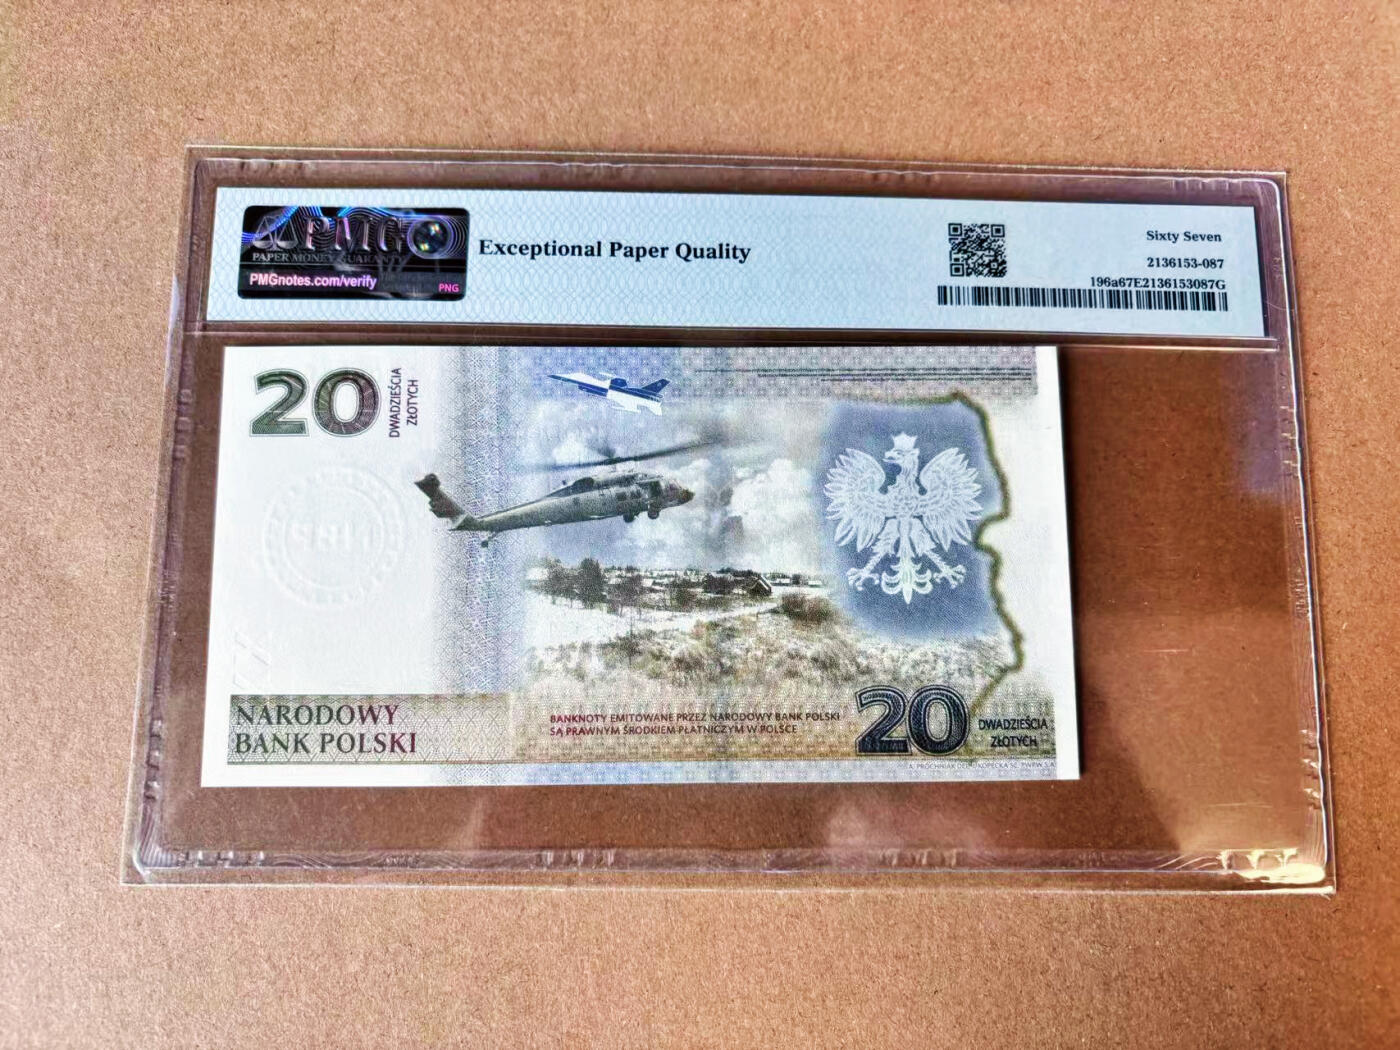 PMG
PAPER MONEY GUARANTY
PMGnotes.com/verify
PNG
Exceptional Paper Quality
Sixty Seven
2136153-087
196a67E2136153087G
20
DWADZIEŚCIA
ZŁOTYCH
NARODOWY
BANK POLSKI
BANKNOTY EMITOWANE PRZEZ NARODOWY BANK POLSKI
SĄ PRAWNYM ŚRODKIEM PŁATNICZYM W POLSCE
20
DWADZIEŚCIA
ZŁOTYCH